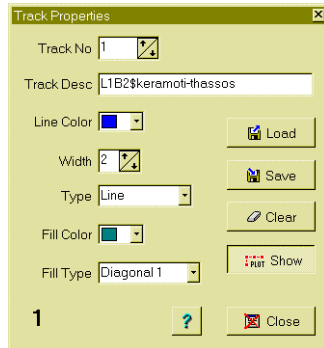 Track Properties
Track No 1
Track Desc L1B2$keramoti-thassos
Line Color
Load
Width 2
Save
Type Line
Clear
Fill Color
PLOT Show
Fill Type Diagonal 1
1 ? Close